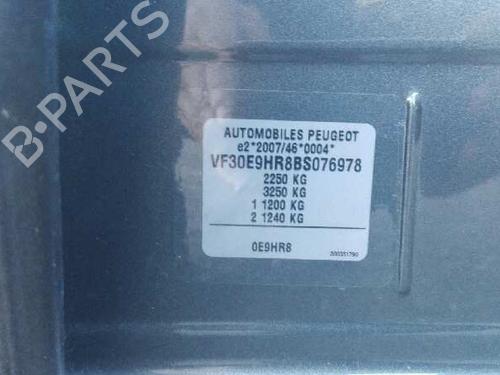 B-PARTS
AUTOMOBILES PEUGEOT
e2*2007/46*0004*
VF30E9HR8BS076978
2250 KG
3250 KG
1 1200 KG
2 1240 KG
0E9HR8